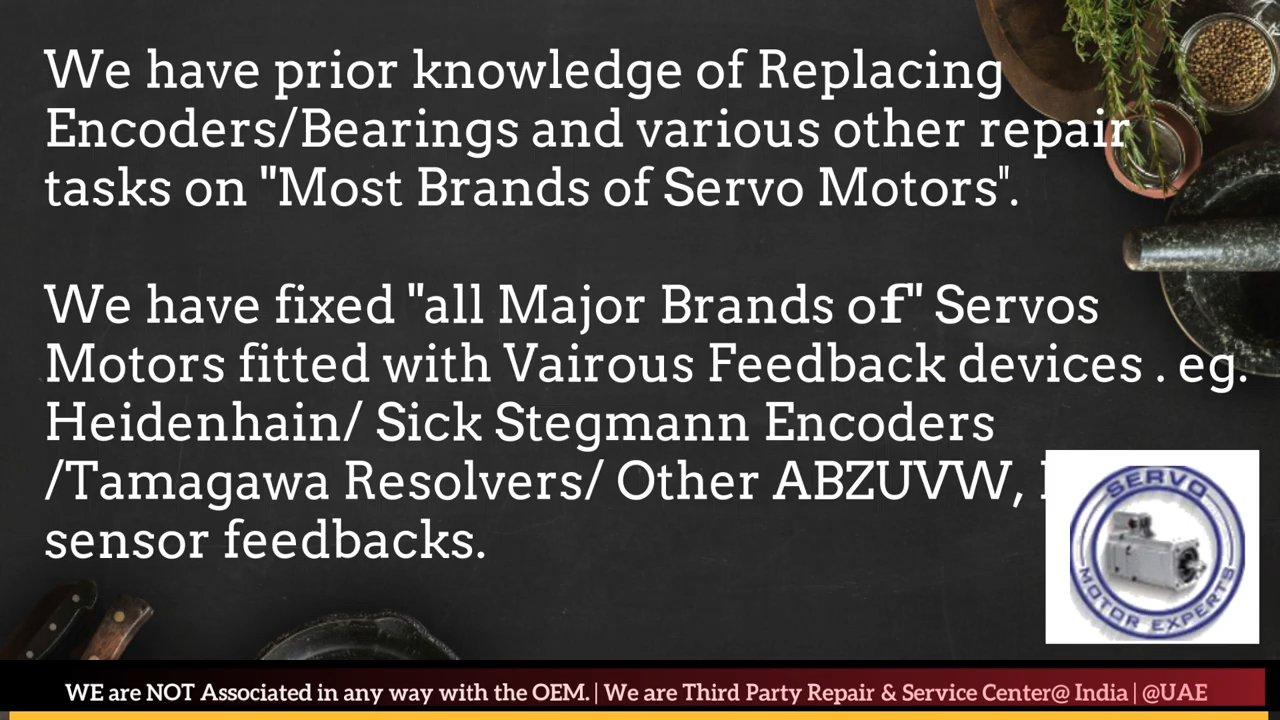 We have prior knowledge of Replacing
Encoders/Bearings and various other repair
tasks on "Most Brands of Servo Motors".
We have fixed "all Major Brands of" Servos
Motors fitted with Vairous Feedback devices . eg.
Heidenhain/ Sick Stegmann Encoders
/Tamagawa Resolvers/ Other ABZUVW,
sensor feedbacks.
SERVO
MOTOR EXPERTS
WE are NOT Associated in any way with the OEM. | We are Third Party Repair & Service Center@ India | @UAE